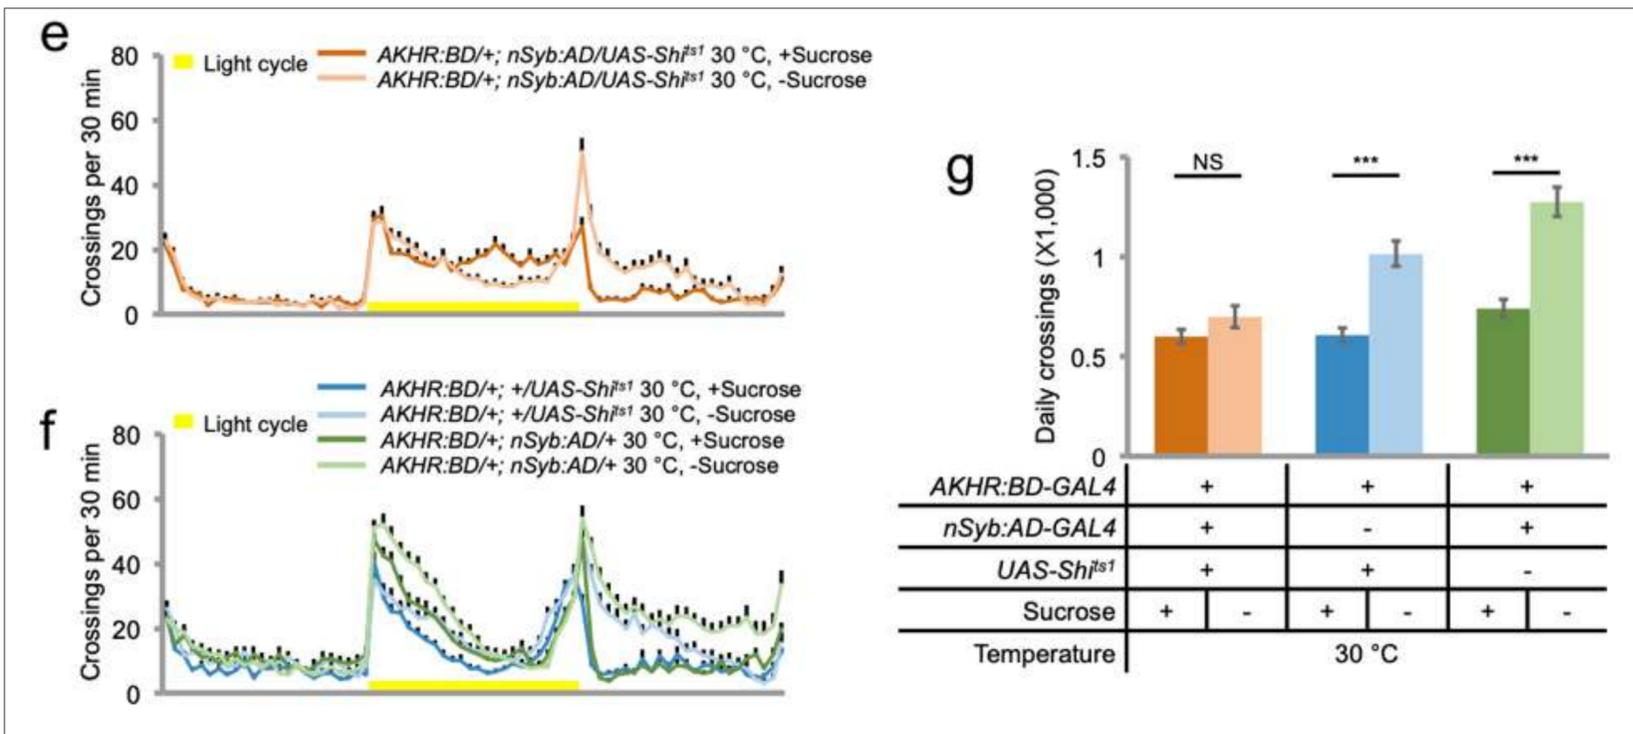 e
80
60
40
20
0
Crossings per 30 min
Light cycle
AKHR:BD/+; nSyb:AD/UAS-Shi^ts1 30 °C, +Sucrose
AKHR:BD/+; nSyb:AD/UAS-Shi^ts1 30 °C, -Sucrose
f
80
60
40
20
0
Crossings per 30 min
Light cycle
AKHR:BD/+; +/UAS-Shi^ts1 30 °C, +Sucrose
AKHR:BD/+; +/UAS-Shi^ts1 30 °C, -Sucrose
AKHR:BD/+; nSyb:AD/+ 30 °C, +Sucrose
AKHR:BD/+; nSyb:AD/+ 30 °C, -Sucrose
g
Daily crossings (X1,000)
1.5
1
0.5
0
NS *** ***
AKHR:BD-GAL4 + + +
nSyb:AD-GAL4 + - +
UAS-Shi^ts1 + + -
Sucrose + - + - + -
Temperature 30 °C